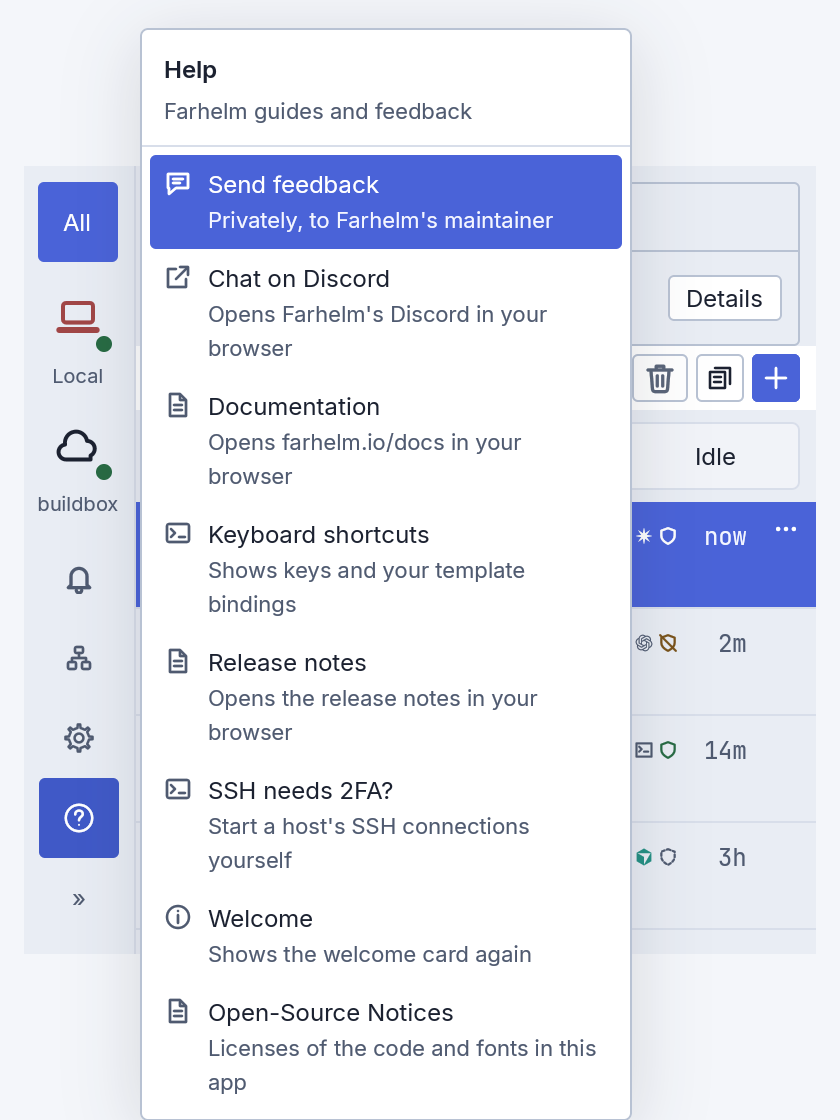 Help
Farhelm guides and feedback
Send feedback
Privately, to Farhelm's maintainer
Chat on Discord
Opens Farhelm's Discord in your
browser
Documentation
Opens farhelm.io/docs in your
browser
Keyboard shortcuts
Shows keys and your template
bindings
Release notes
Opens the release notes in your
browser
SSH needs 2FA?
Start a host's SSH connections
yourself
Welcome
Shows the welcome card again
Open-Source Notices
Licenses of the code and fonts in this
app
All
Local
buildbox
»
Details
Idle
now
2m
14m
3h